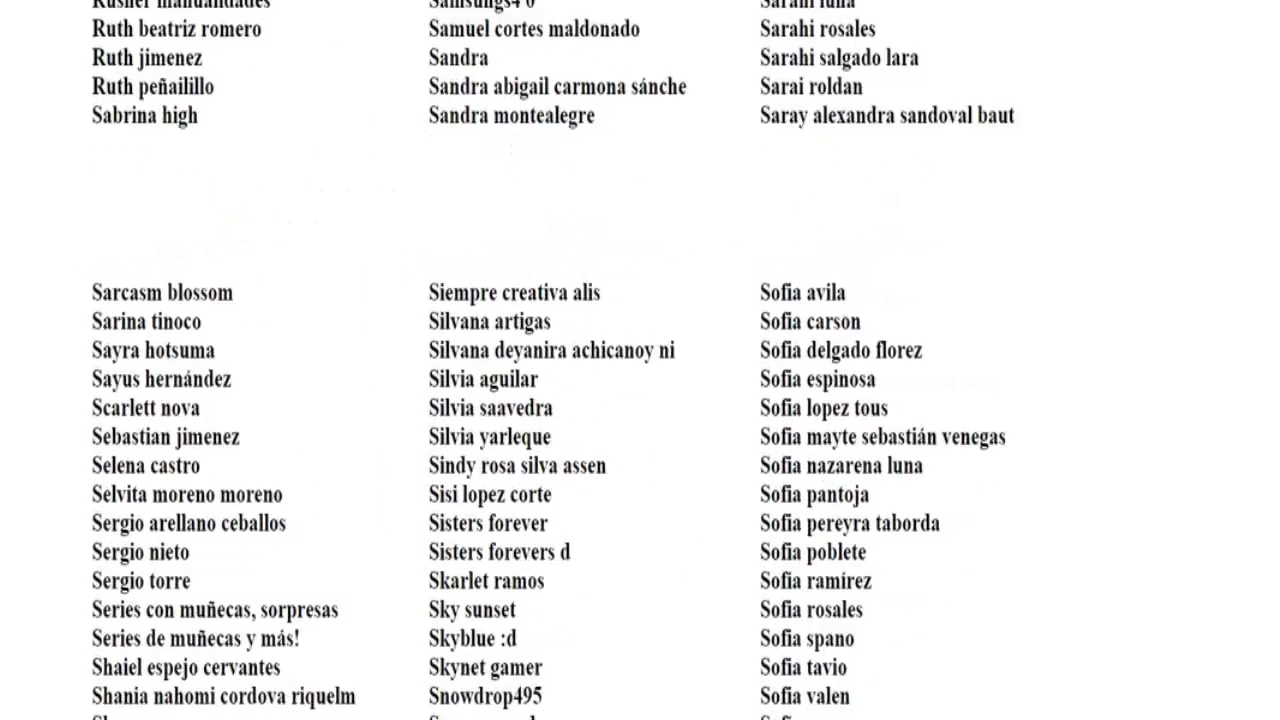 Rusher manualidades
Ruth beatriz romero
Ruth jimenez
Ruth peñailillo
Sabrina high
Samsungs4 0
Samuel cortes maldonado
Sandra
Sandra abigail carmona sánche
Sandra montealegre
Sarahi luna
Sarahi rosales
Sarahi salgado lara
Sarai roldan
Saray alexandra sandoval baut
Sarcasm blossom
Sarina tinoco
Sayra hotsuma
Sayus hernández
Scarlett nova
Sebastian jimenez
Selena castro
Selvita moreno moreno
Sergio arellano ceballos
Sergio nieto
Sergio torre
Series con muñecas, sorpresas
Series de muñecas y más!
Shaiel espejo cervantes
Shania nahomi cordova riquelm
Siempre creativa alis
Silvana artigas
Silvana deyanira achicanoy ni
Silvia aguilar
Silvia saavedra
Silvia yarleque
Sindy rosa silva assen
Sisi lopez corte
Sisters forever
Sisters forevers d
Skarlet ramos
Sky sunset
Skyblue :d
Skynet gamer
Snowdrop495
Sofia avila
Sofia carson
Sofia delgado florez
Sofia espinosa
Sofia lopez tous
Sofia mayte sebastián venegas
Sofia nazarena luna
Sofia pantoja
Sofia pereyra taborda
Sofia poblete
Sofia ramírez
Sofia rosales
Sofia spano
Sofia tavio
Sofia valen